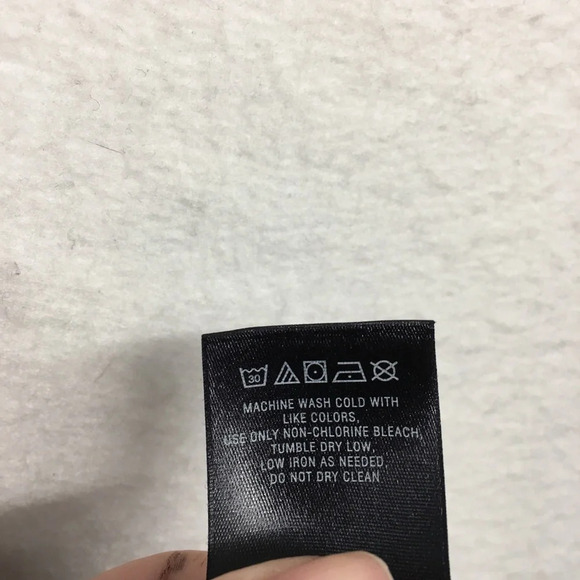 30
MACHINE WASH COLD WITH
LIKE COLORS,
USE ONLY NON-CHLORINE BLEACH,
TUMBLE DRY LOW,
LOW IRON AS NEEDED,
DO NOT DRY CLEAN